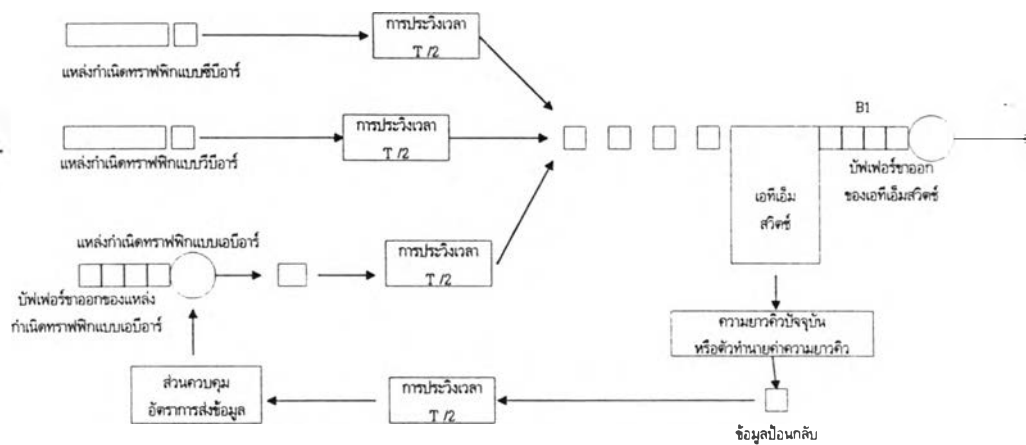 การประวิงเวลา
T /2
แหล่งกำเนิดทราฟฟิกแบบซีบีอาร์
การประวิงเวลา
T /2
แหล่งกำเนิดทราฟฟิกแบบวีบีอาร์
B1
บัฟเฟอร์ขาออก
ของเอทีเอ็มสวิตซ์
เอทีเอ็ม
สวิตซ์
แหล่งกำเนิดทราฟฟิกแบบเอบีอาร์
การประวิงเวลา
T /2
บัฟเฟอร์ขาออกของแหล่ง
กำเนิดทราฟฟิกแบบเอบีอาร์
ความยาวคิวปัจจุบัน
หรือตัวทำนายค่าความยาวคิว
ส่วนควบคุม
อัตราการส่งข้อมูล
การประวิงเวลา
T /2
ข้อมูลป้อนกลับ